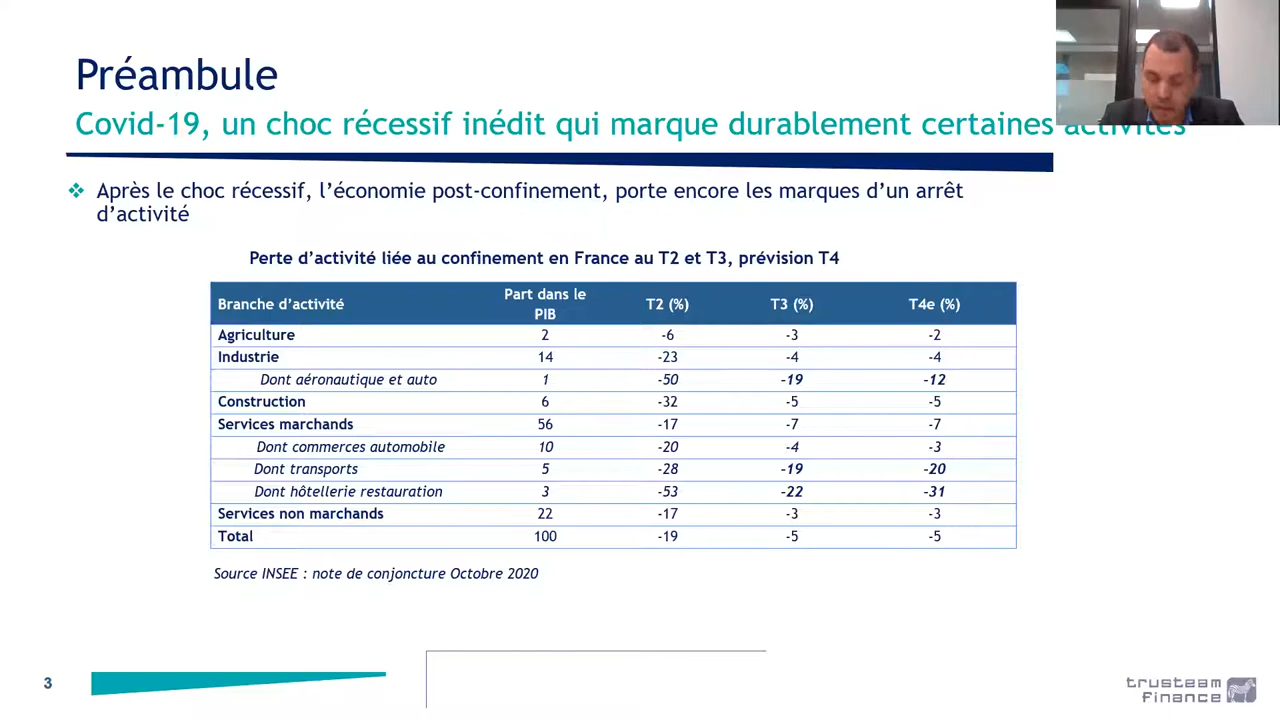 Préambule
Covid-19, un choc récessif inédit qui marque durablement certaines activités
❖ Après le choc récessif, l’économie post-confinement, porte encore les marques d’un arrêt
d’activité
Perte d’activité liée au confinement en France au T2 et T3, prévision T4
Branche d’activité Part dans le PIB T2 (%) T3 (%) T4e (%)
Agriculture 2 -6 -3 -2
Industrie 14 -23 -4 -4
Dont aéronautique et auto 1 -50 -19 -12
Construction 6 -32 -5 -5
Services marchands 56 -17 -7 -7
Dont commerces automobile 10 -20 -4 -3
Dont transports 5 -28 -19 -20
Dont hôtellerie restauration 3 -53 -22 -31
Services non marchands 22 -17 -3 -3
Total 100 -19 -5 -5
Source INSEE : note de conjoncture Octobre 2020
3
trusteam
finance